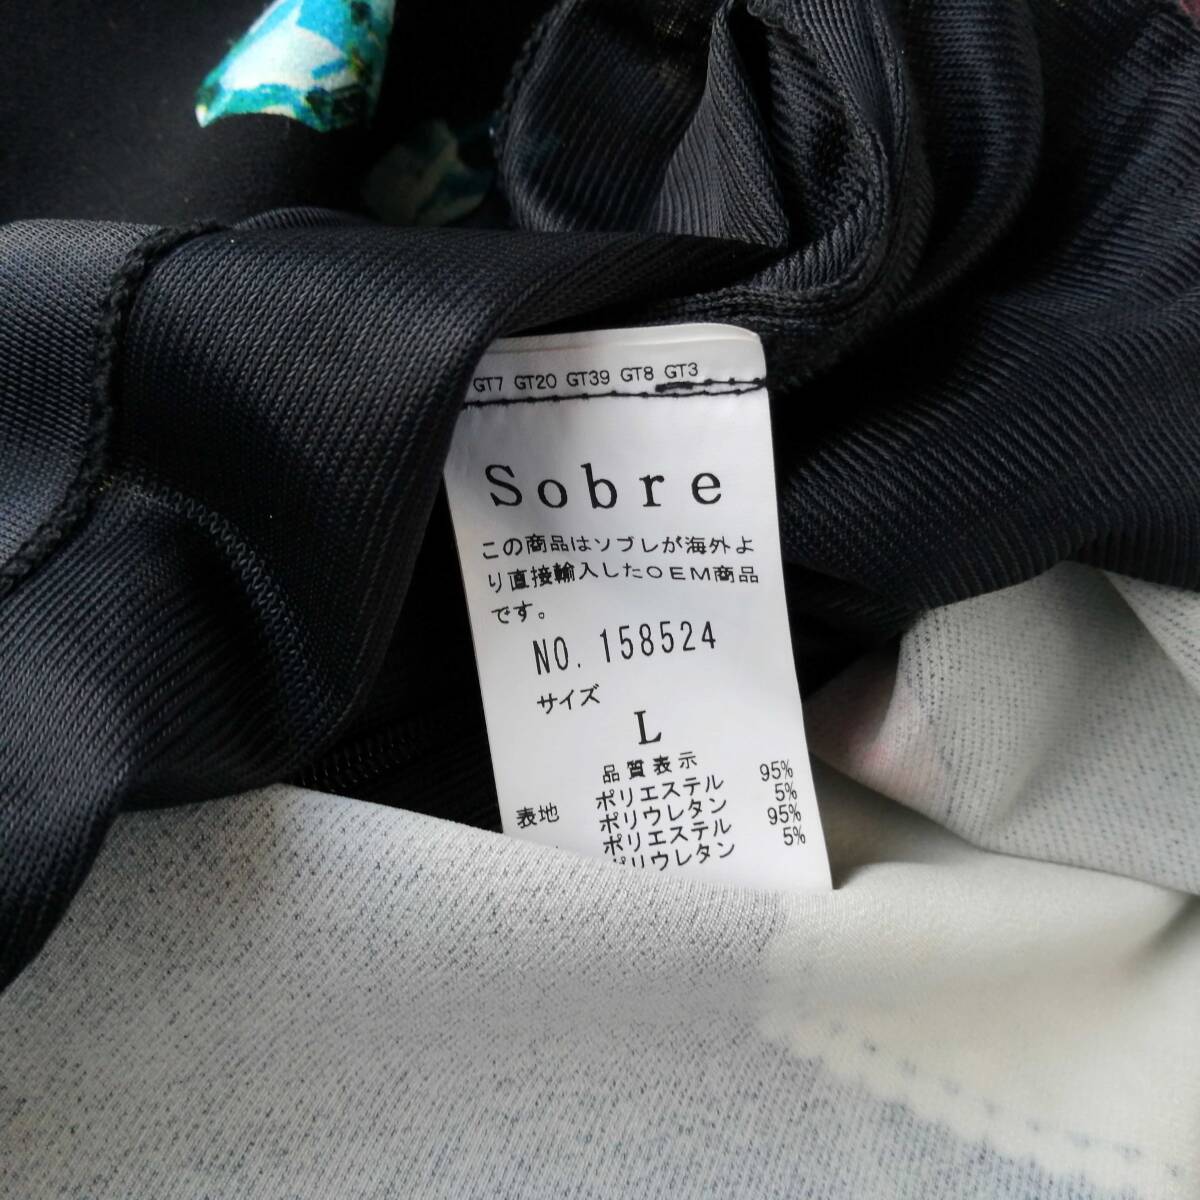 GT7 GT20 GT39 GT8 GT3
Sobre
この商品はソブレが海外よ
り直接輸入したOEM商品
です。
NO. 158524
サイズ
L
品質表示
表地 ポリエステル 95%
ポリウレタン 5%
ポリエステル 95%
ポリウレタン 5%